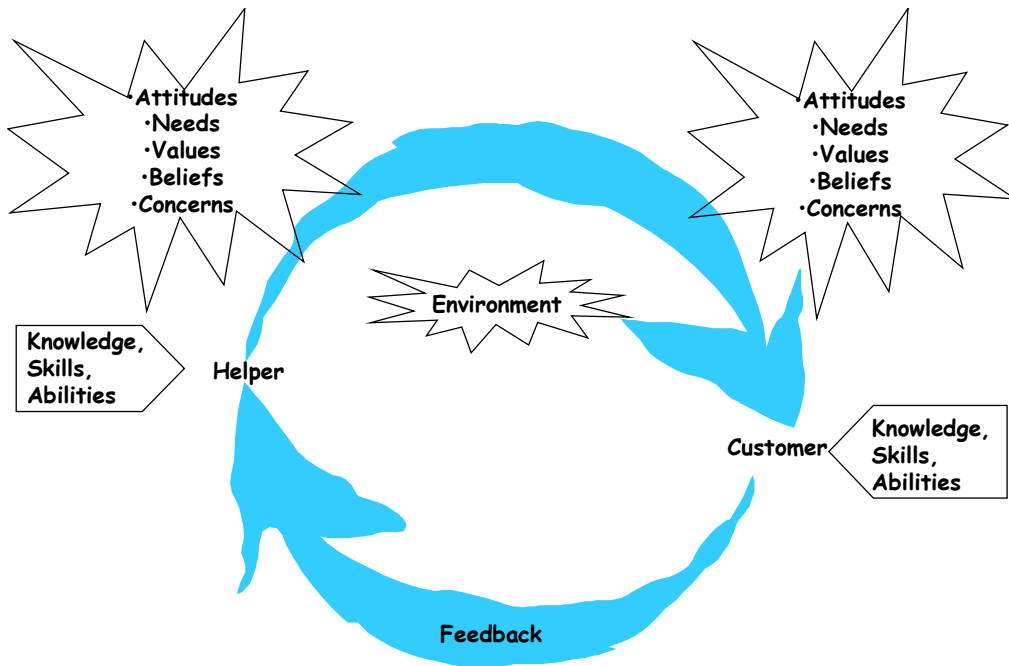 •Attitudes
•Needs
•Values
•Beliefs
•Concerns
•Attitudes
•Needs
•Values
•Beliefs
•Concerns
Environment
Knowledge,
Skills,
Abilities
Helper
Customer
Knowledge,
Skills,
Abilities
Feedback